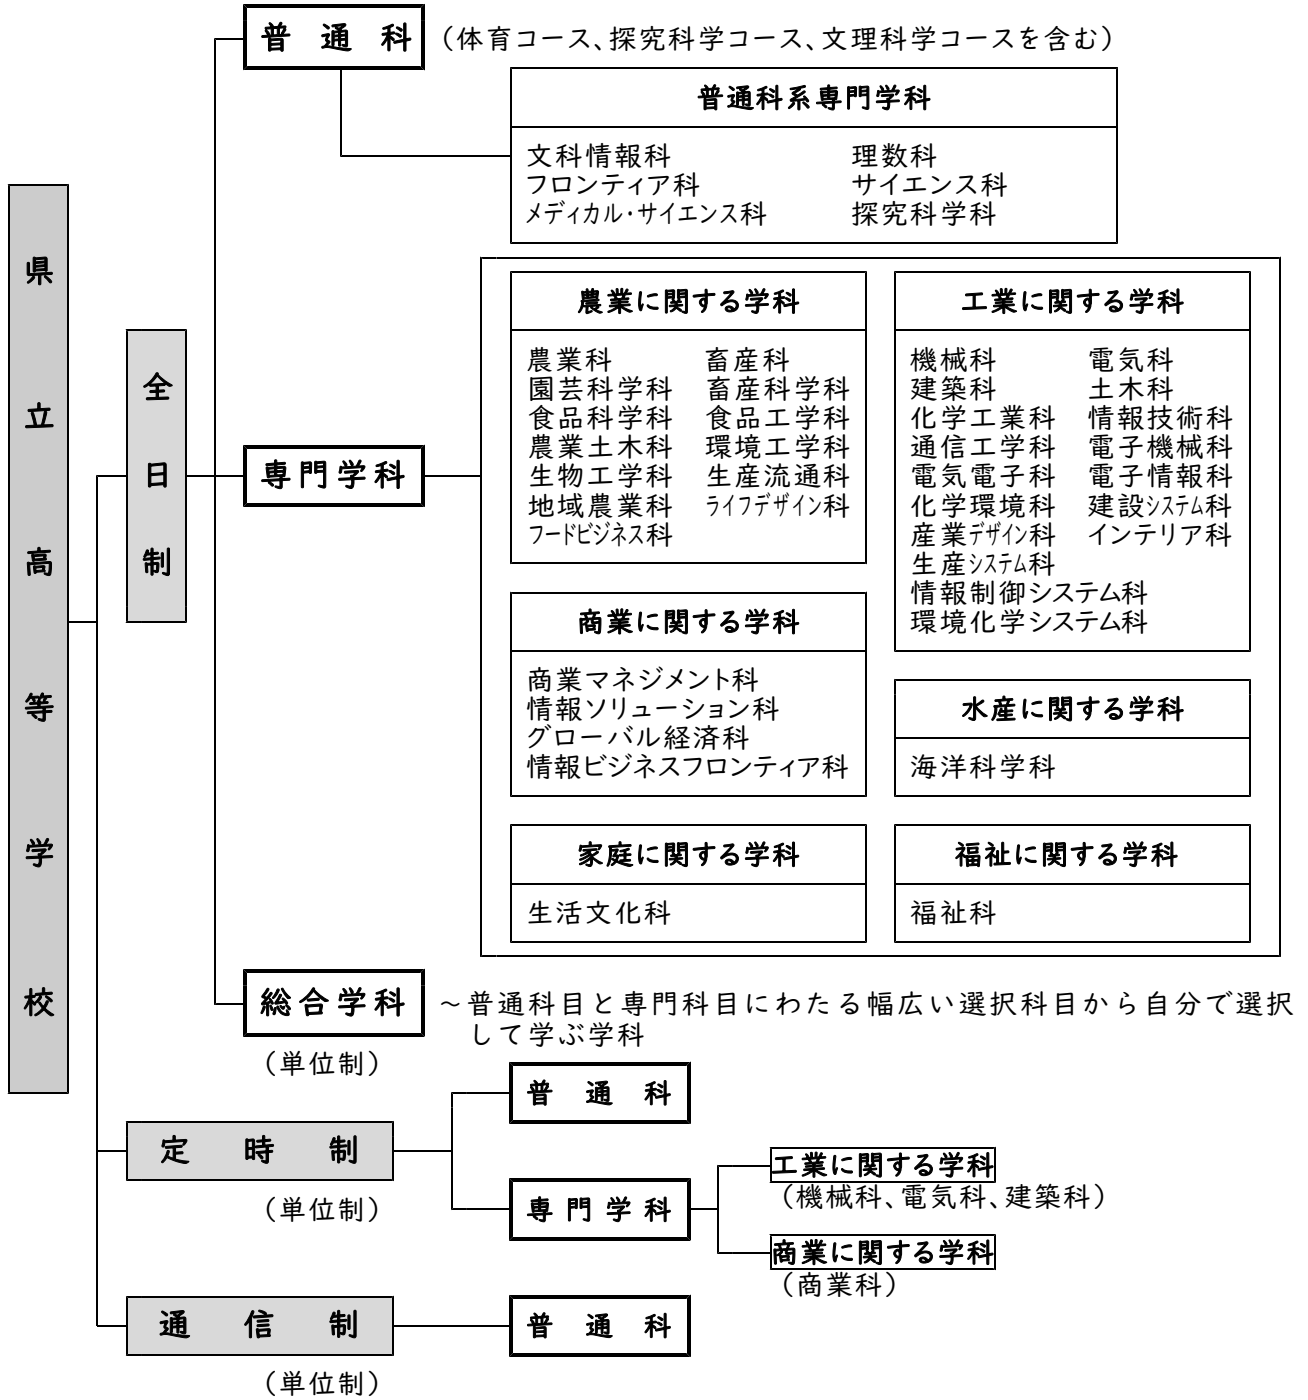 県立高等学校
全日制
普通科
（体育コース、探究科学コース、文理科学コースを含む）
普通科系専門学科
文科情報科　理数科
フロンティア科　サイエンス科
メディカル・サイエンス科　探究科学科
専門学科
農業に関する学科
農業科　畜産科
園芸科学科　畜産科学科
食品科学科　食品工学科
農業土木科　環境工学科
生物工学科　生産流通科
地域農業科　ライフデザイン科
フードビジネス科
工業に関する学科
機械科　電気科
建築科　土木科
化学工業科　情報技術科
通信工学科　電子機械科
電気電子科　電子情報科
化学環境科　建設システム科
産業デザイン科　インテリア科
生産システム科
情報制御システム科
環境化学システム科
商業に関する学科
商業マネジメント科
情報ソリューション科
グローバル経済科
情報ビジネスフロンティア科
水産に関する学科
海洋科学科
家庭に関する学科
生活文化科
福祉に関する学科
福祉科
総合学科
～普通科目と専門科目にわたる幅広い選択科目から自分で選択
して学ぶ学科
（単位制）
定時制
（単位制）
普通科
専門学科
工業に関する学科
（機械科、電気科、建築科）
商業に関する学科
（商業科）
通信制
（単位制）
普通科